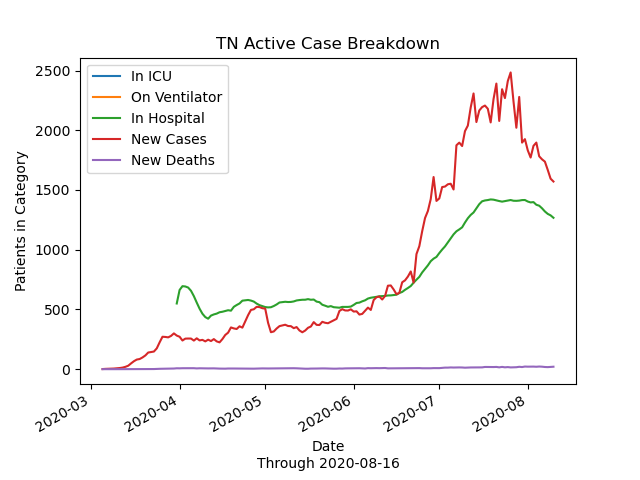 TN Active Case Breakdown
In ICU
On Ventilator
In Hospital
New Cases
New Deaths
Patients in Category
2500
2000
1500
1000
500
0
2020-03
2020-04
2020-05
2020-06
2020-07
2020-08
Date
Through 2020-08-16